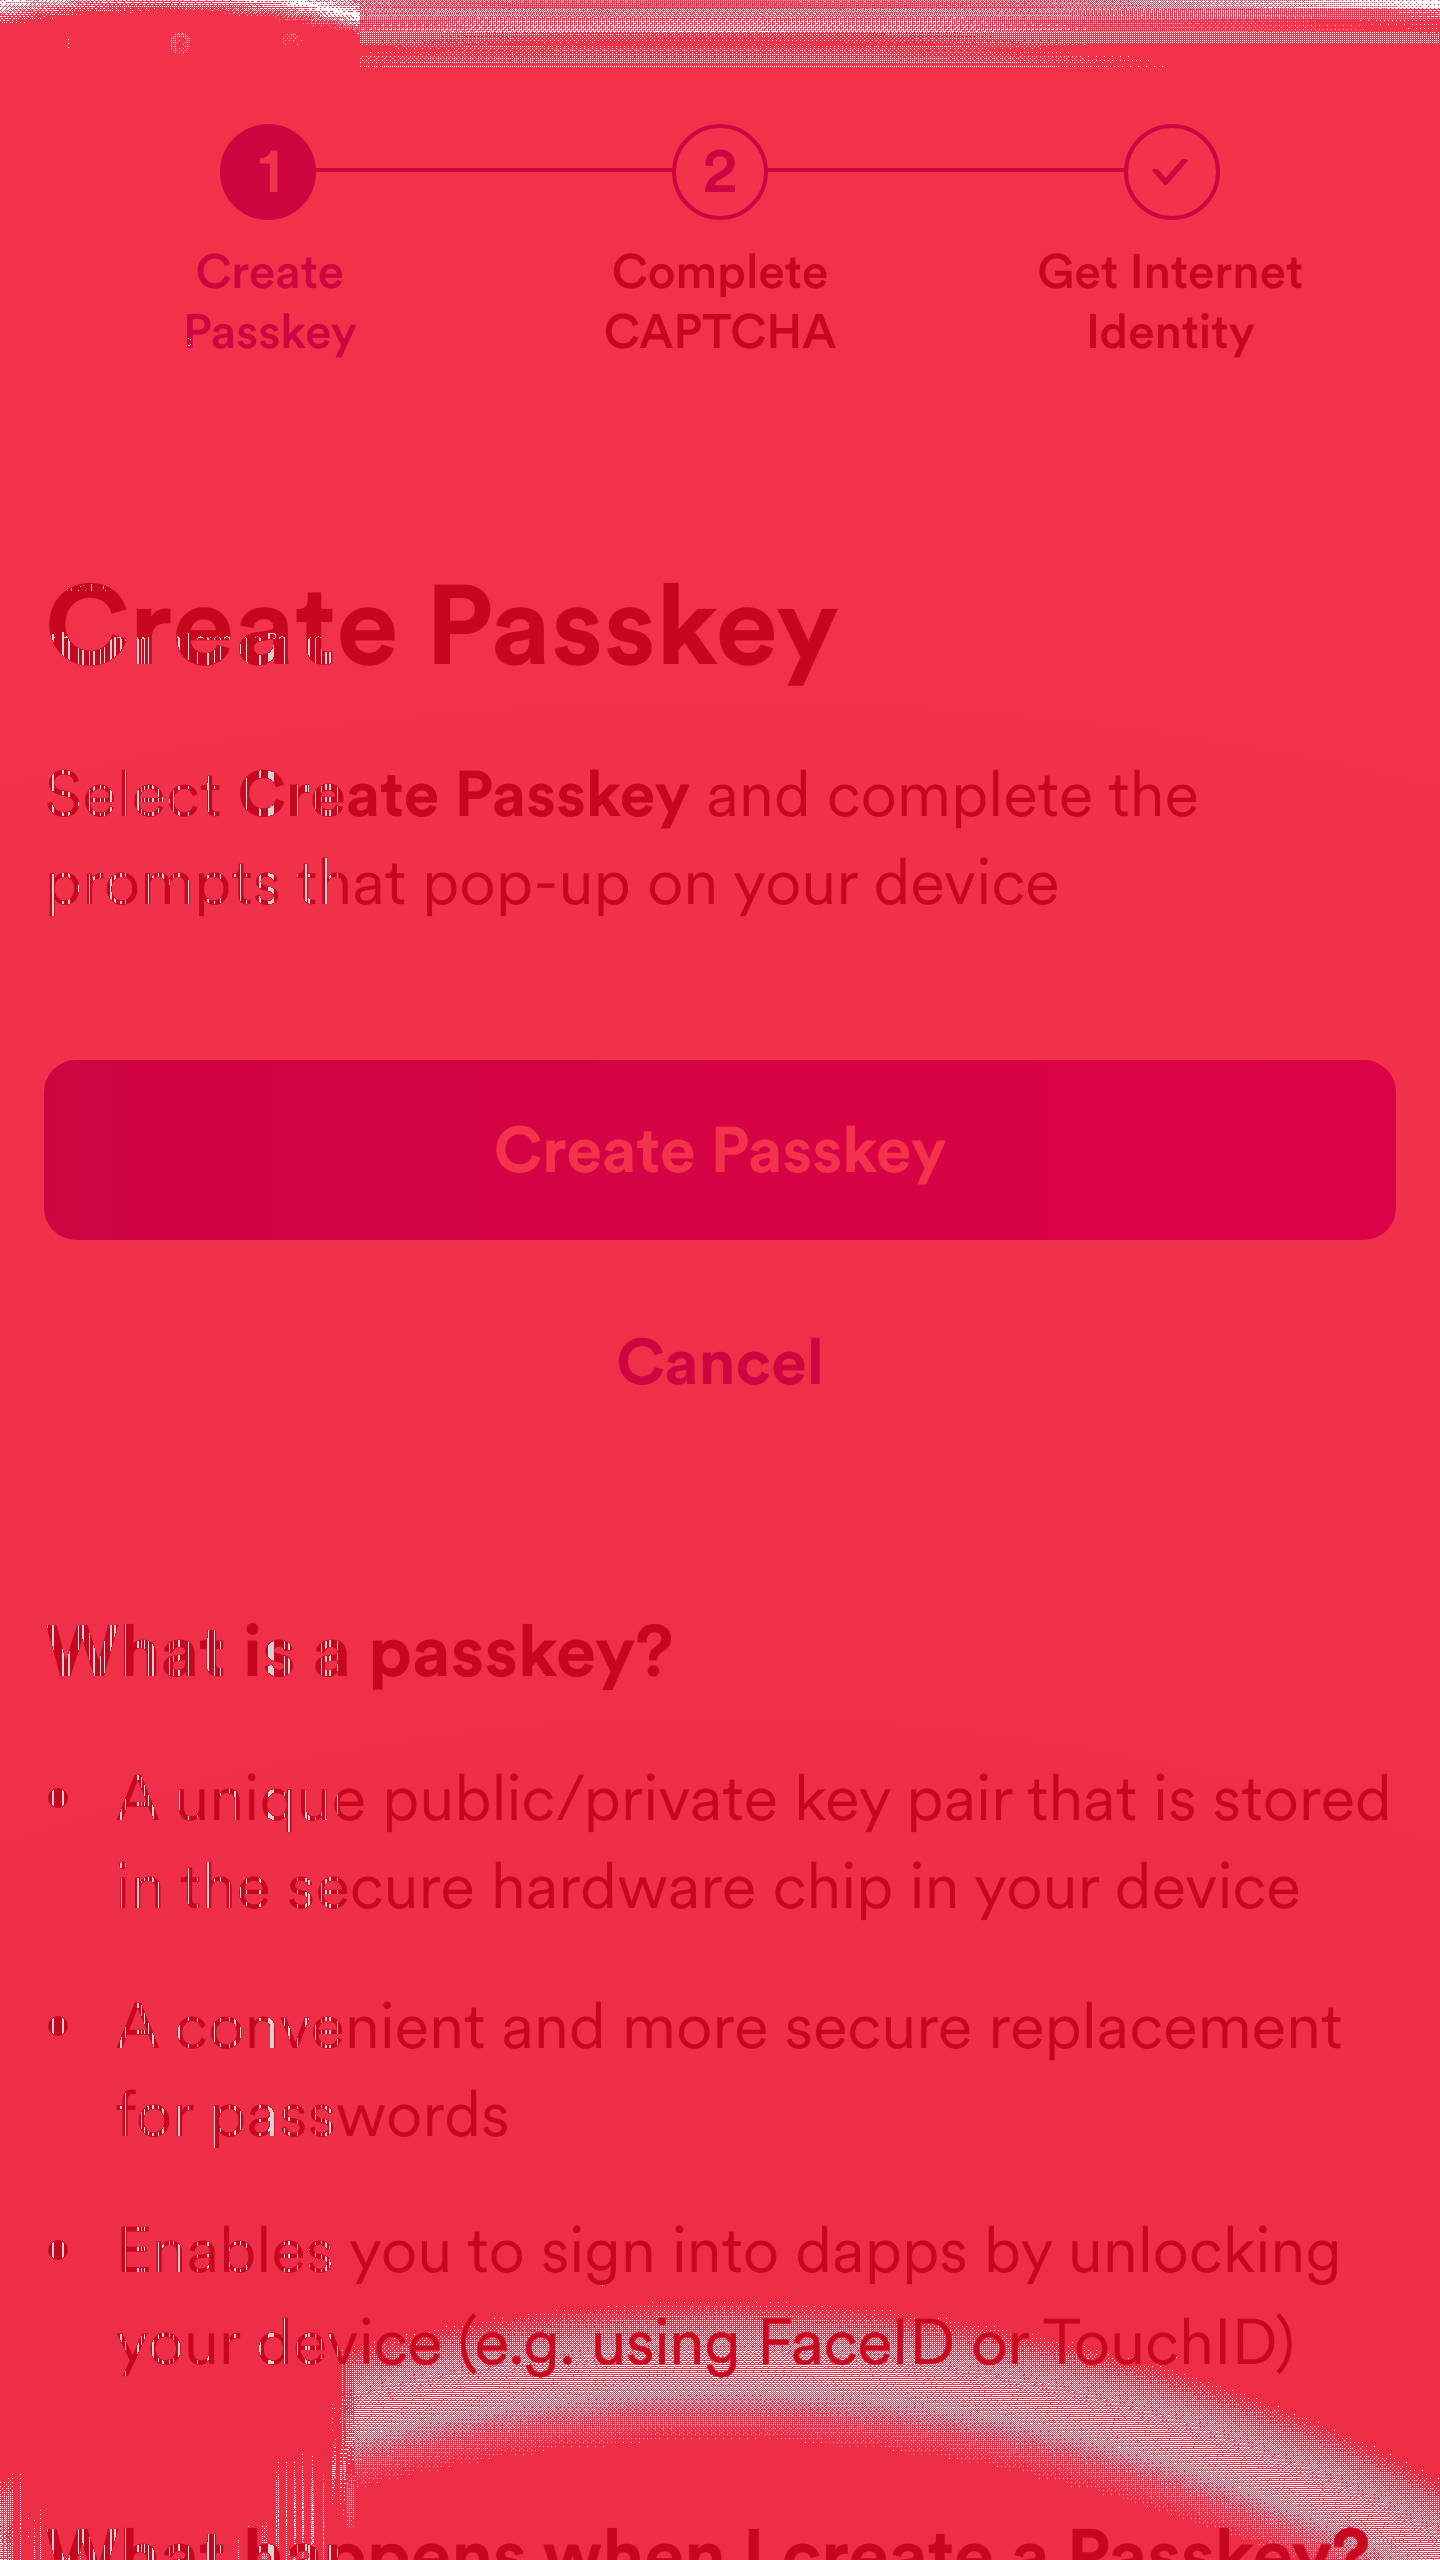 1
2
Create
Passkey
Complete
CAPTCHA
Get Internet
Identity
Create Passkey
Select Create Passkey and complete the
prompts that pop-up on your device
Create Passkey
Cancel
What is a passkey?
• A unique public/private key pair that is stored
in the secure hardware chip in your device
• A convenient and more secure replacement
for passwords
• Enables you to sign into dapps by unlocking
your device (e.g. using FaceID or TouchID)
What happens when I create a Passkey?